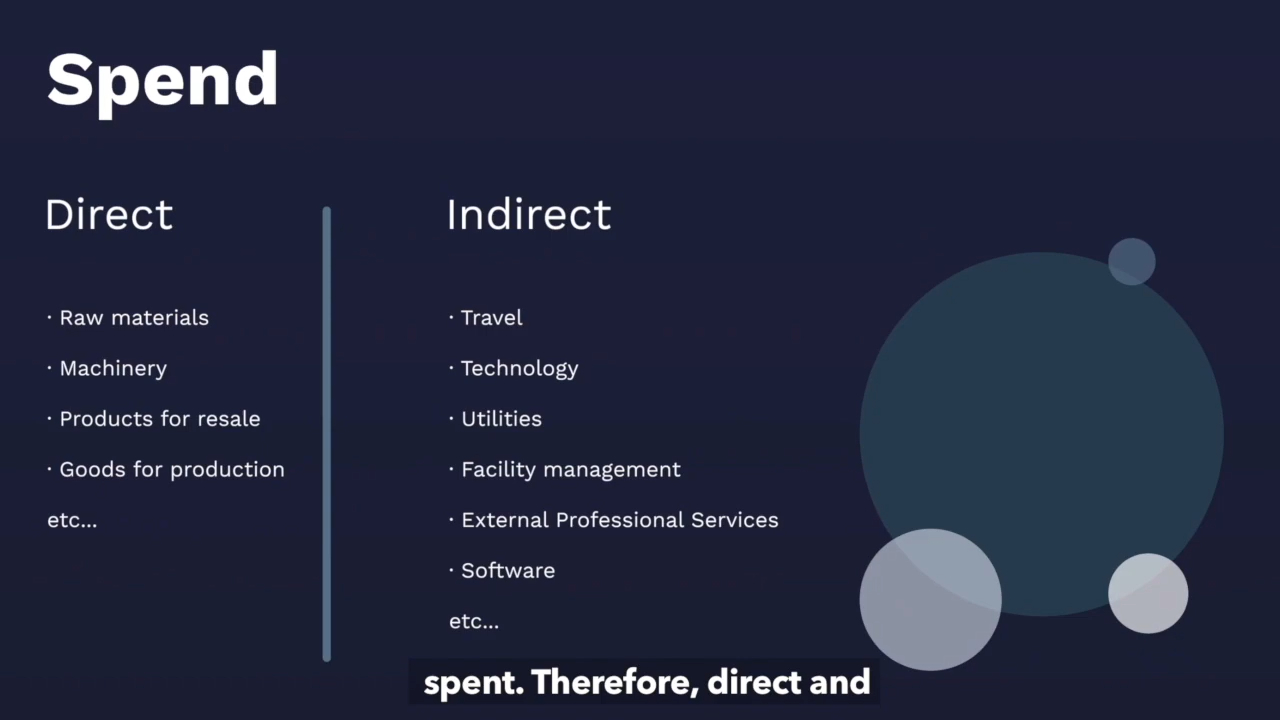 Spend
Direct
· Raw materials
· Machinery
· Products for resale
· Goods for production
etc...
Indirect
· Travel
· Technology
· Utilities
· Facility management
· External Professional Services
· Software
etc...
spent. Therefore, direct and